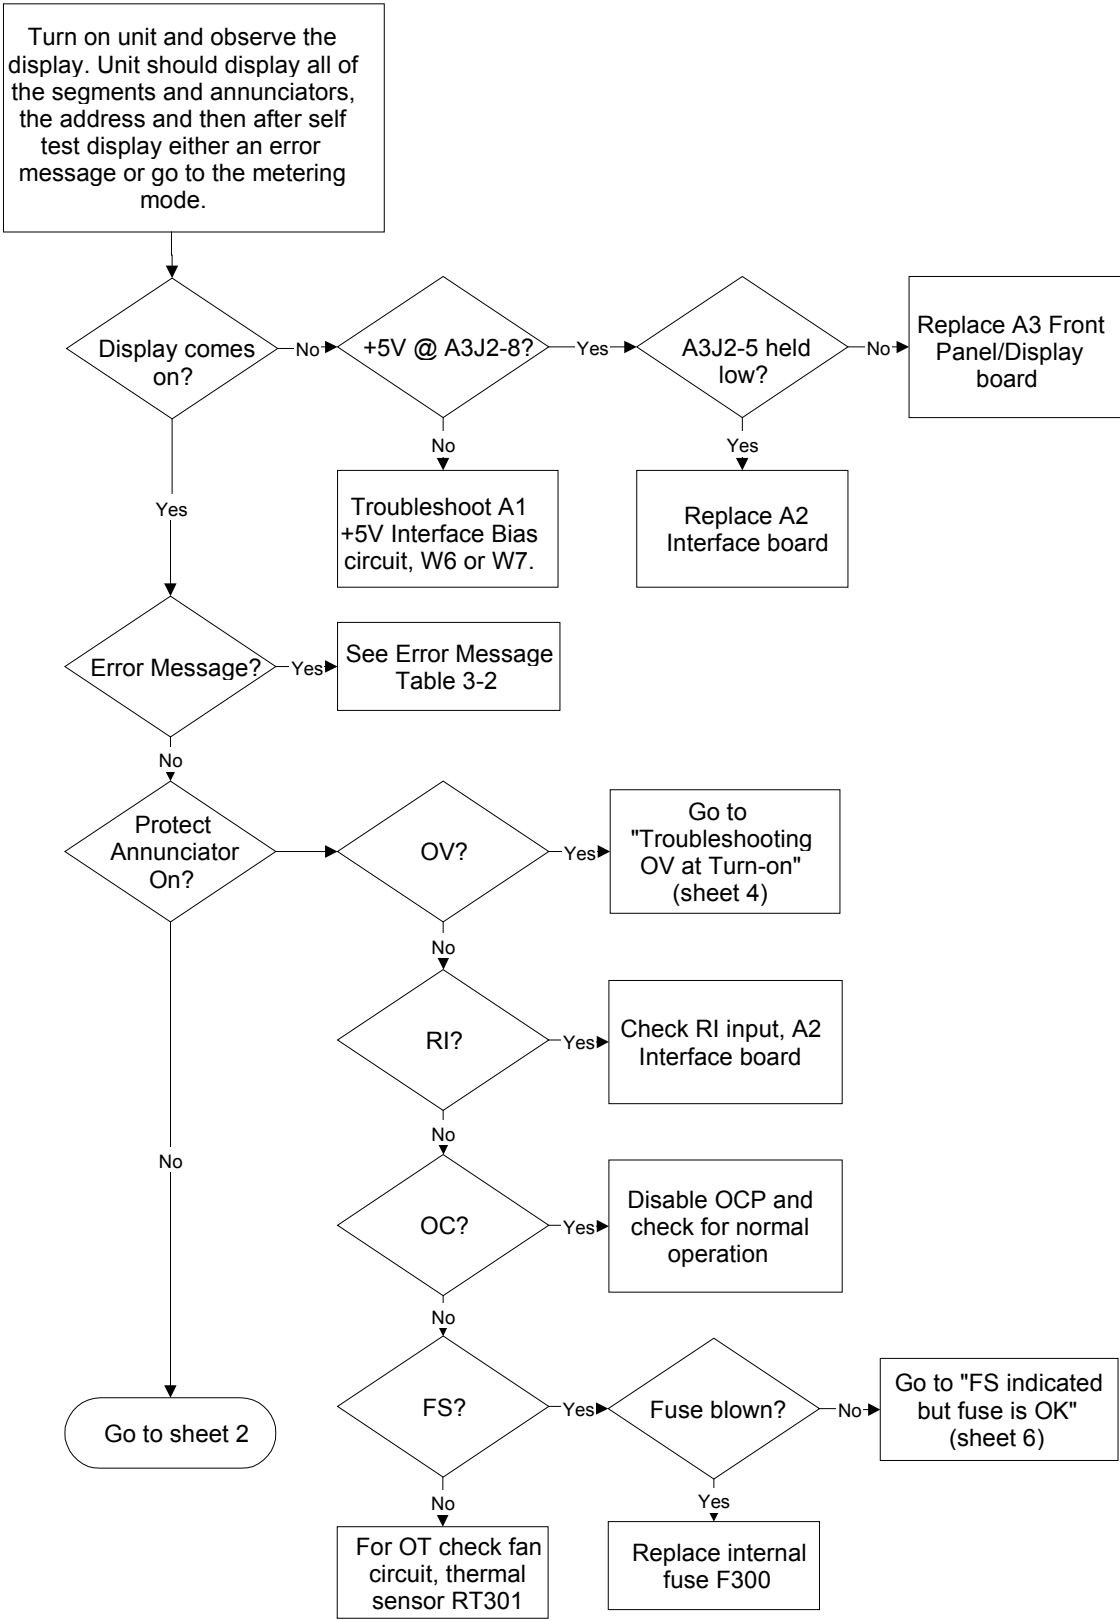 Turn on unit and observe the
display. Unit should display all of
the segments and annunciators,
the address and then after self
test display either an error
message or go to the metering
mode.
Display comes
on?
No
+5V @ A3J2-8?
Yes
A3J2-5 held
low?
No
Replace A3 Front
Panel/Display
board
No
Troubleshoot A1
+5V Interface Bias
circuit, W6 or W7.
Yes
Replace A2
Interface board
Yes
Error Message?
Yes
See Error Message
Table 3-2
No
Protect
Annunciator
On?
OV?
Yes
Go to
"Troubleshooting
OV at Turn-on"
(sheet 4)
No
RI?
Yes
Check RI input, A2
Interface board
No
OC?
Yes
Disable OCP and
check for normal
operation
No
FS?
Yes
Fuse blown?
No
Go to "FS indicated
but fuse is OK"
(sheet 6)
No
Go to sheet 2
No
For OT check fan
circuit, thermal
sensor RT301
Yes
Replace internal
fuse F300